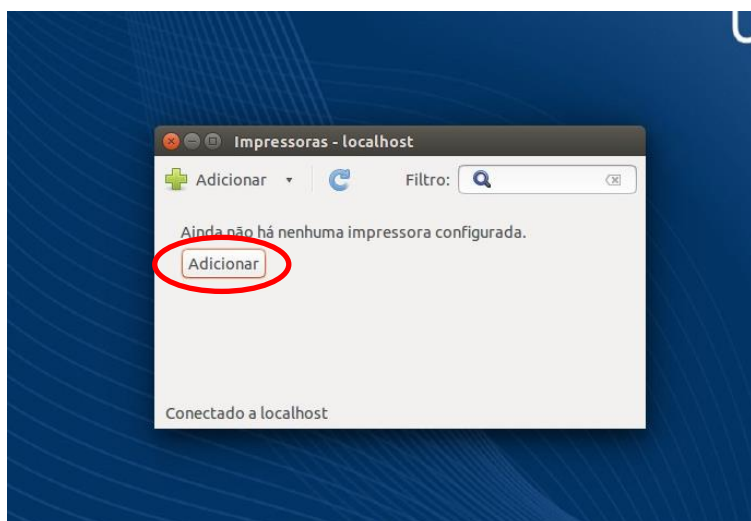 Impressoras - localhost
Adicionar Filtro:
Ainda não há nenhuma impressora configurada.
Adicionar
Conectado a localhost